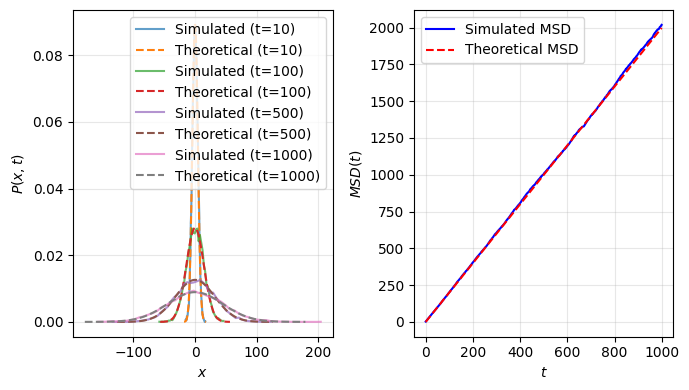 Simulated (t=10)
Theoretical (t=10)
Simulated (t=100)
Theoretical (t=100)
Simulated (t=500)
Theoretical (t=500)
Simulated (t=1000)
Theoretical (t=1000)
0.08
0.06
0.04
0.02
0.00
P(x, t)
−100
0
100
200
x
Simulated MSD
Theoretical MSD
2000
1750
1500
1250
1000
750
500
250
0
MSD(t)
0
200
400
600
800
1000
t